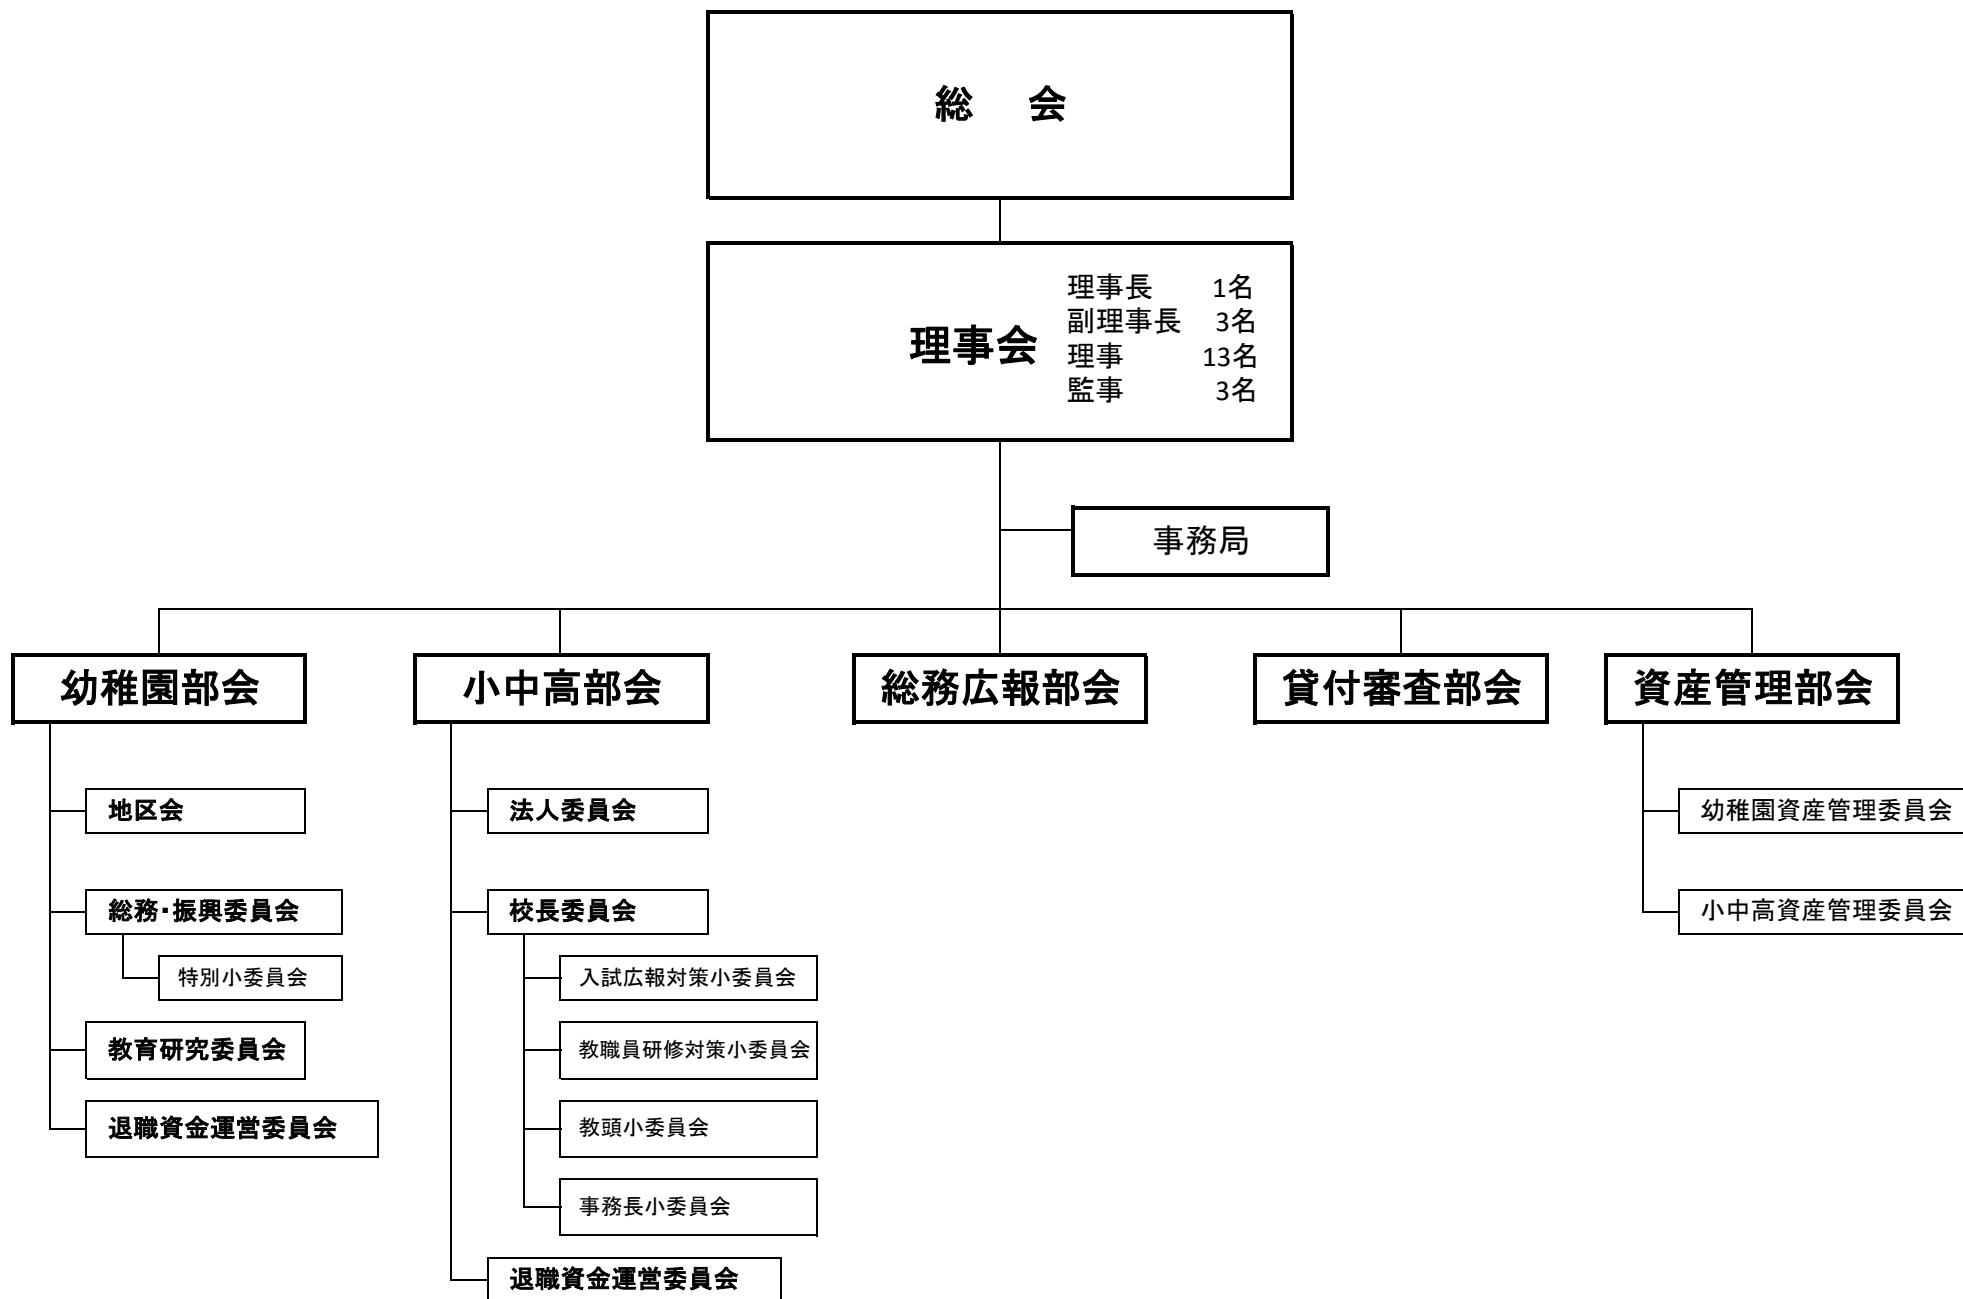 総 会
理事会
理事長 1名
副理事長 3名
理事 13名
監事 3名
事務局
幼稚園部会
小中高部会
総務広報部会
貸付審査部会
資産管理部会
地区会
法人委員会
幼稚園資産管理委員会
総務・振興委員会
校長委員会
小中高資産管理委員会
特別小委員会
入試広報対策小委員会
教育研究委員会
教職員研修対策小委員会
退職資金運営委員会
教頭小委員会
事務長小委員会
退職資金運営委員会